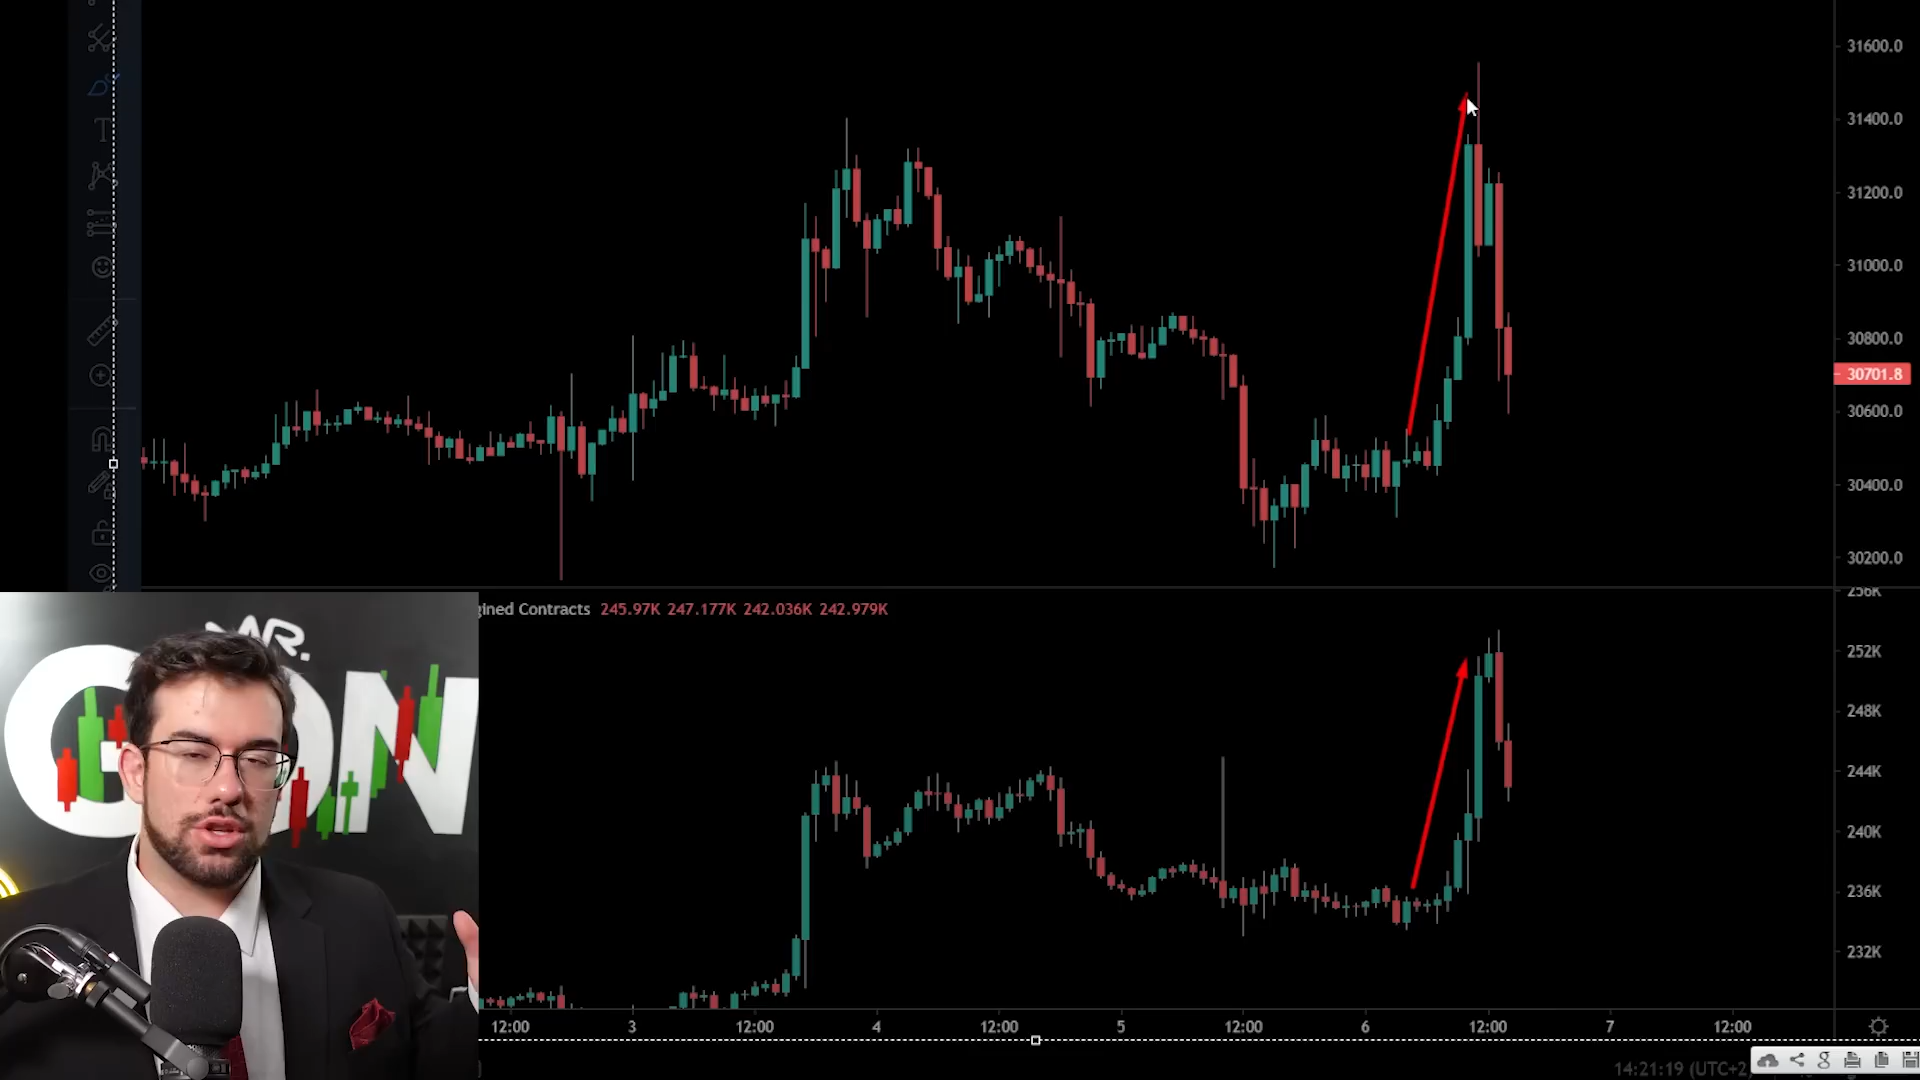 31600.0
31400.0
31200.0
31000.0
30800.0
30701.8
30600.0
30400.0
30200.0
256K
gined Contracts 245.97K 247.177K 242.036K 242.979K
252K
248K
244K
240K
236K
232K
MR.
12:00 3 12:00 4 12:00 5 12:00 6 12:00 7 12:00
14:21:19 (UTC+2